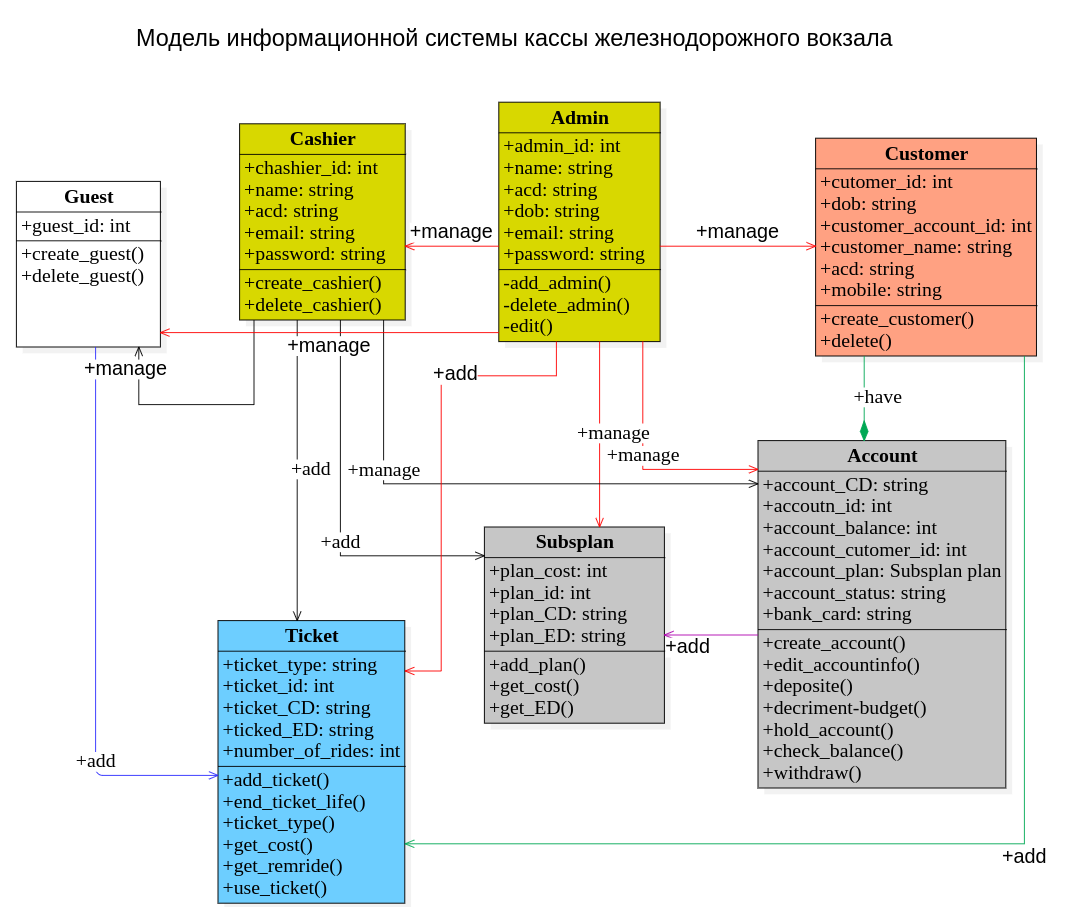 Модель информационной системы кассы железнодорожного вокзала
Guest
+guest_id: int
+create_guest()
+delete_guest()
Cashier
+chashier_id: int
+name: string
+acd: string
+email: string
+password: string
+create_cashier()
+delete_cashier()
Admin
+admin_id: int
+name: string
+acd: string
+dob: string
+email: string
+password: string
-add_admin()
-delete_admin()
-edit()
Customer
+cutomer_id: int
+dob: string
+customer_account_id: int
+customer_name: string
+acd: string
+mobile: string
+create_customer()
+delete()
+manage
+manage
+manage
+manage
+add
+have
+manage
+manage
+add
+manage
+add
Account
+account_CD: string
+accoutn_id: int
+account_balance: int
+account_cutomer_id: int
+account_plan: Subsplan plan
+account_status: string
+bank_card: string
+create_account()
+edit_accountinfo()
+deposite()
+decriment-budget()
+hold_account()
+check_balance()
+withdraw()
Subsplan
+plan_cost: int
+plan_id: int
+plan_CD: string
+plan_ED: string
+add_plan()
+get_cost()
+get_ED()
+add
Ticket
+ticket_type: string
+ticket_id: int
+ticket_CD: string
+ticked_ED: string
+number_of_rides: int
+add_ticket()
+end_ticket_life()
+ticket_type()
+get_cost()
+get_remride()
+use_ticket()
+add
+add